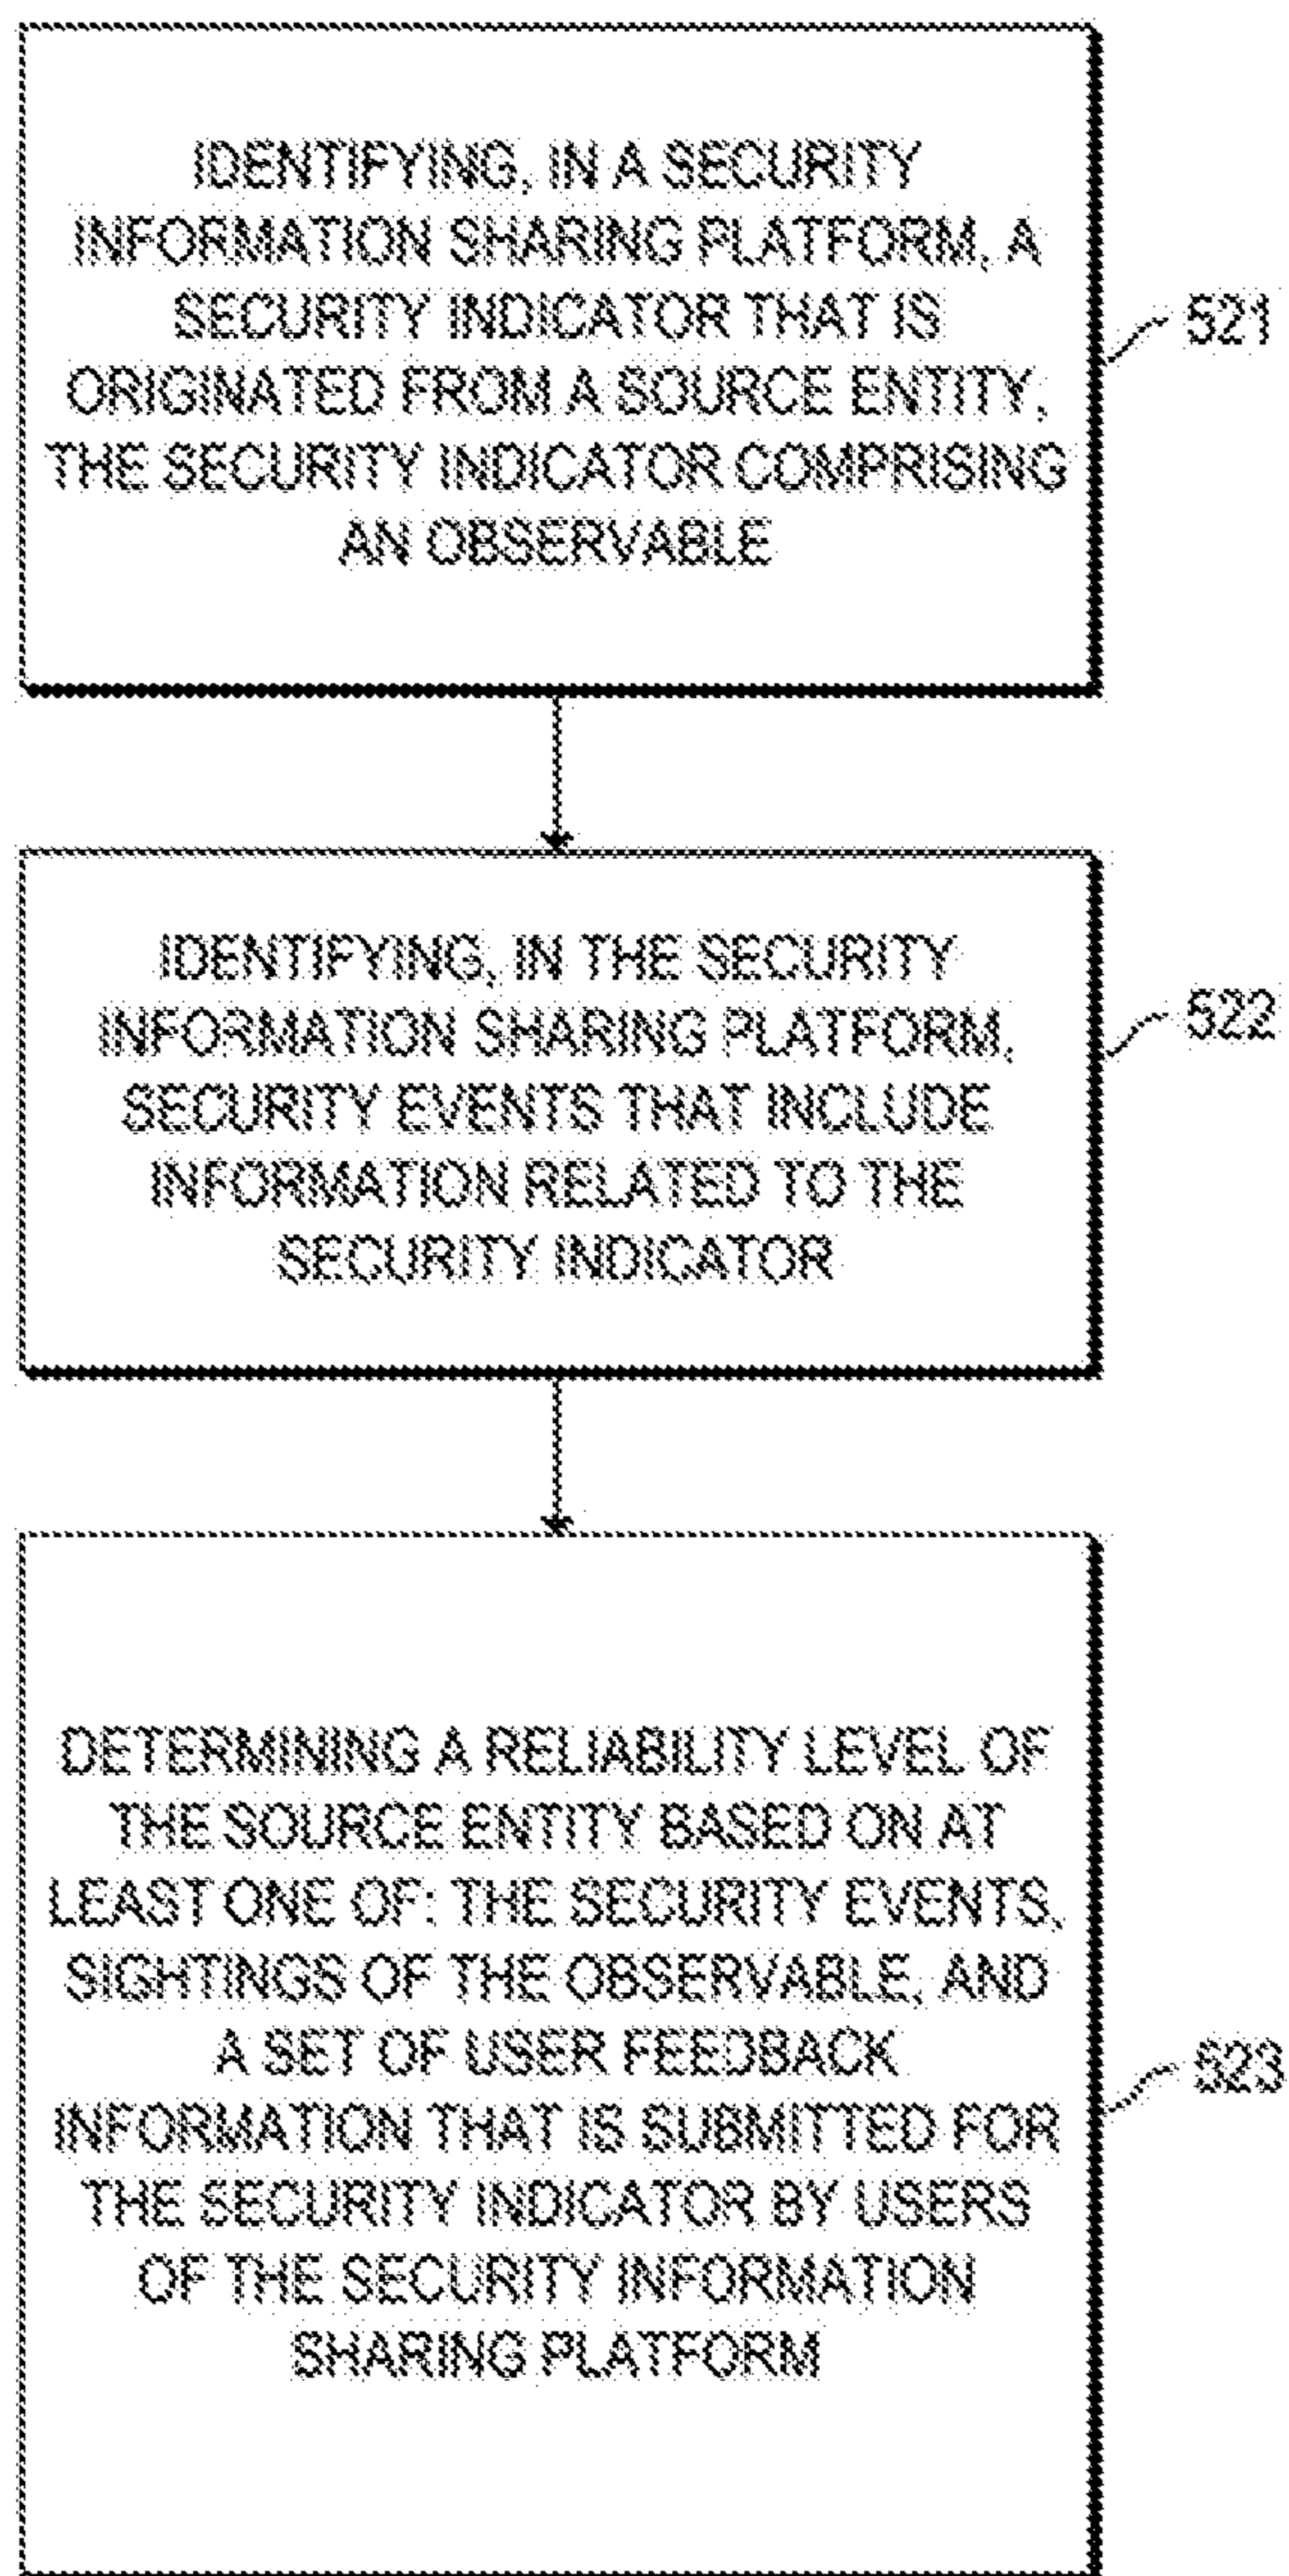 IDENTIFYING, IN A SECURITY
INFORMATION SHARING PLATFORM, A
SECURITY INDICATOR THAT IS
ORIGINATED FROM A SOURCE ENTITY,
THE SECURITY INDICATOR COMPRISING
AN OBSERVABLE
521
IDENTIFYING, IN THE SECURITY
INFORMATION SHARING PLATFORM,
SECURITY EVENTS THAT INCLUDE
INFORMATION RELATED TO THE
SECURITY INDICATOR
522
DETERMINING A RELIABILITY LEVEL OF
THE SOURCE ENTITY BASED ON AT
LEAST ONE OF: THE SECURITY EVENTS,
SIGHTINGS OF THE OBSERVABLE, AND
A SET OF USER FEEDBACK
INFORMATION THAT IS SUBMITTED FOR
THE SECURITY INDICATOR BY USERS
OF THE SECURITY INFORMATION
SHARING PLATFORM
523